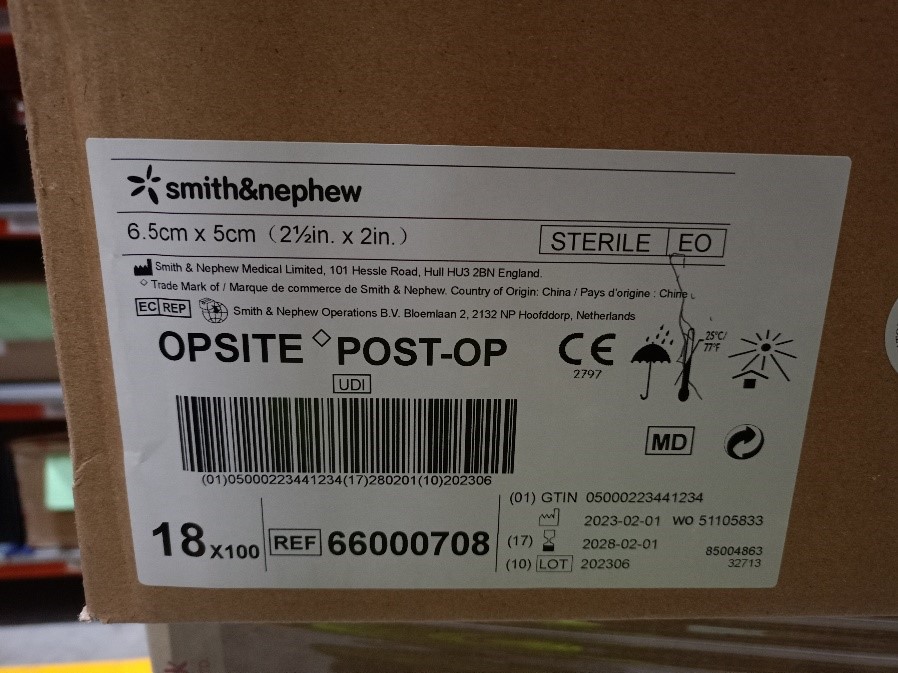 smith&nephew
6.5cm x 5cm (2½in. x 2in.)
STERILE EO
Smith & Nephew Medical Limited, 101 Hessle Road, Hull HU3 2BN England.
◇ Trade Mark of / Marque de commerce de Smith & Nephew. Country of Origin: China / Pays d'origine : Chine
EC REP Smith & Nephew Operations B.V. Bloemlaan 2, 2132 NP Hoofddorp, Netherlands
OPSITE ◇ POST-OP
CE
2797
25°C/
77°F
UDI
MD
(01)05000223441234(17)280201(10)202306
18 x100
REF 66000708
(01) GTIN 05000223441234
2023-02-01 WO 51105833
(17) 2028-02-01
(10) LOT 202306
85004863
32713